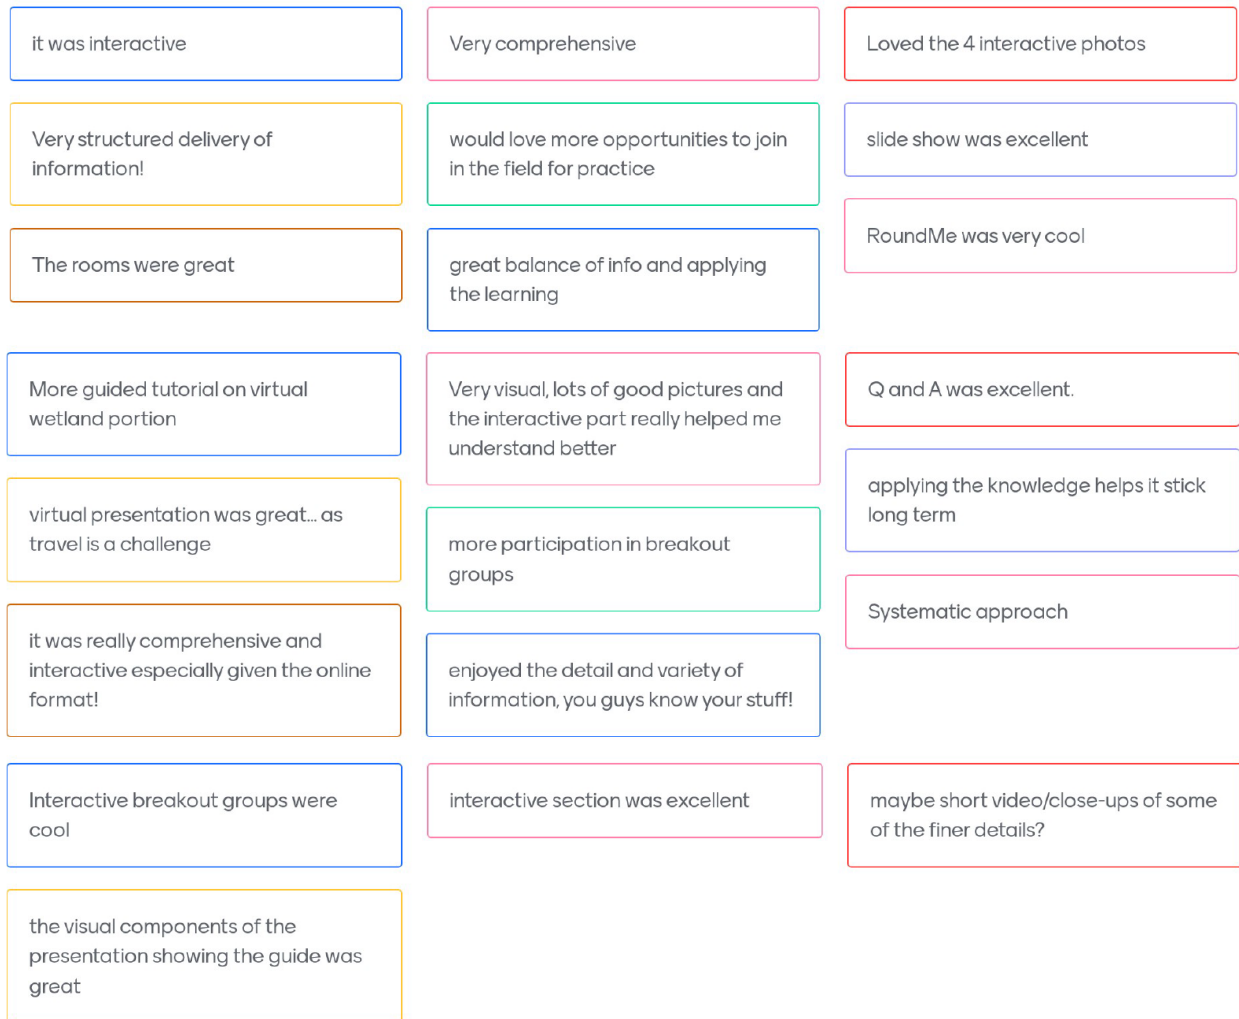 it was interactive
Very comprehensive
Loved the 4 interactive photos
Very structured delivery of
information!
would love more opportunities to join
in the field for practice
slide show was excellent
The rooms were great
great balance of info and applying
the learning
RoundMe was very cool
More guided tutorial on virtual
wetland portion
Very visual, lots of good pictures and
the interactive part really helped me
understand better
Q and A was excellent.
virtual presentation was great... as
travel is a challenge
more participation in breakout
groups
applying the knowledge helps it stick
long term
it was really comprehensive and
interactive especially given the online
format!
enjoyed the detail and variety of
information, you guys know your stuff!
Systematic approach
Interactive breakout groups were
cool
interactive section was excellent
maybe short video/close-ups of some
of the finer details?
the visual components of the
presentation showing the guide was
great